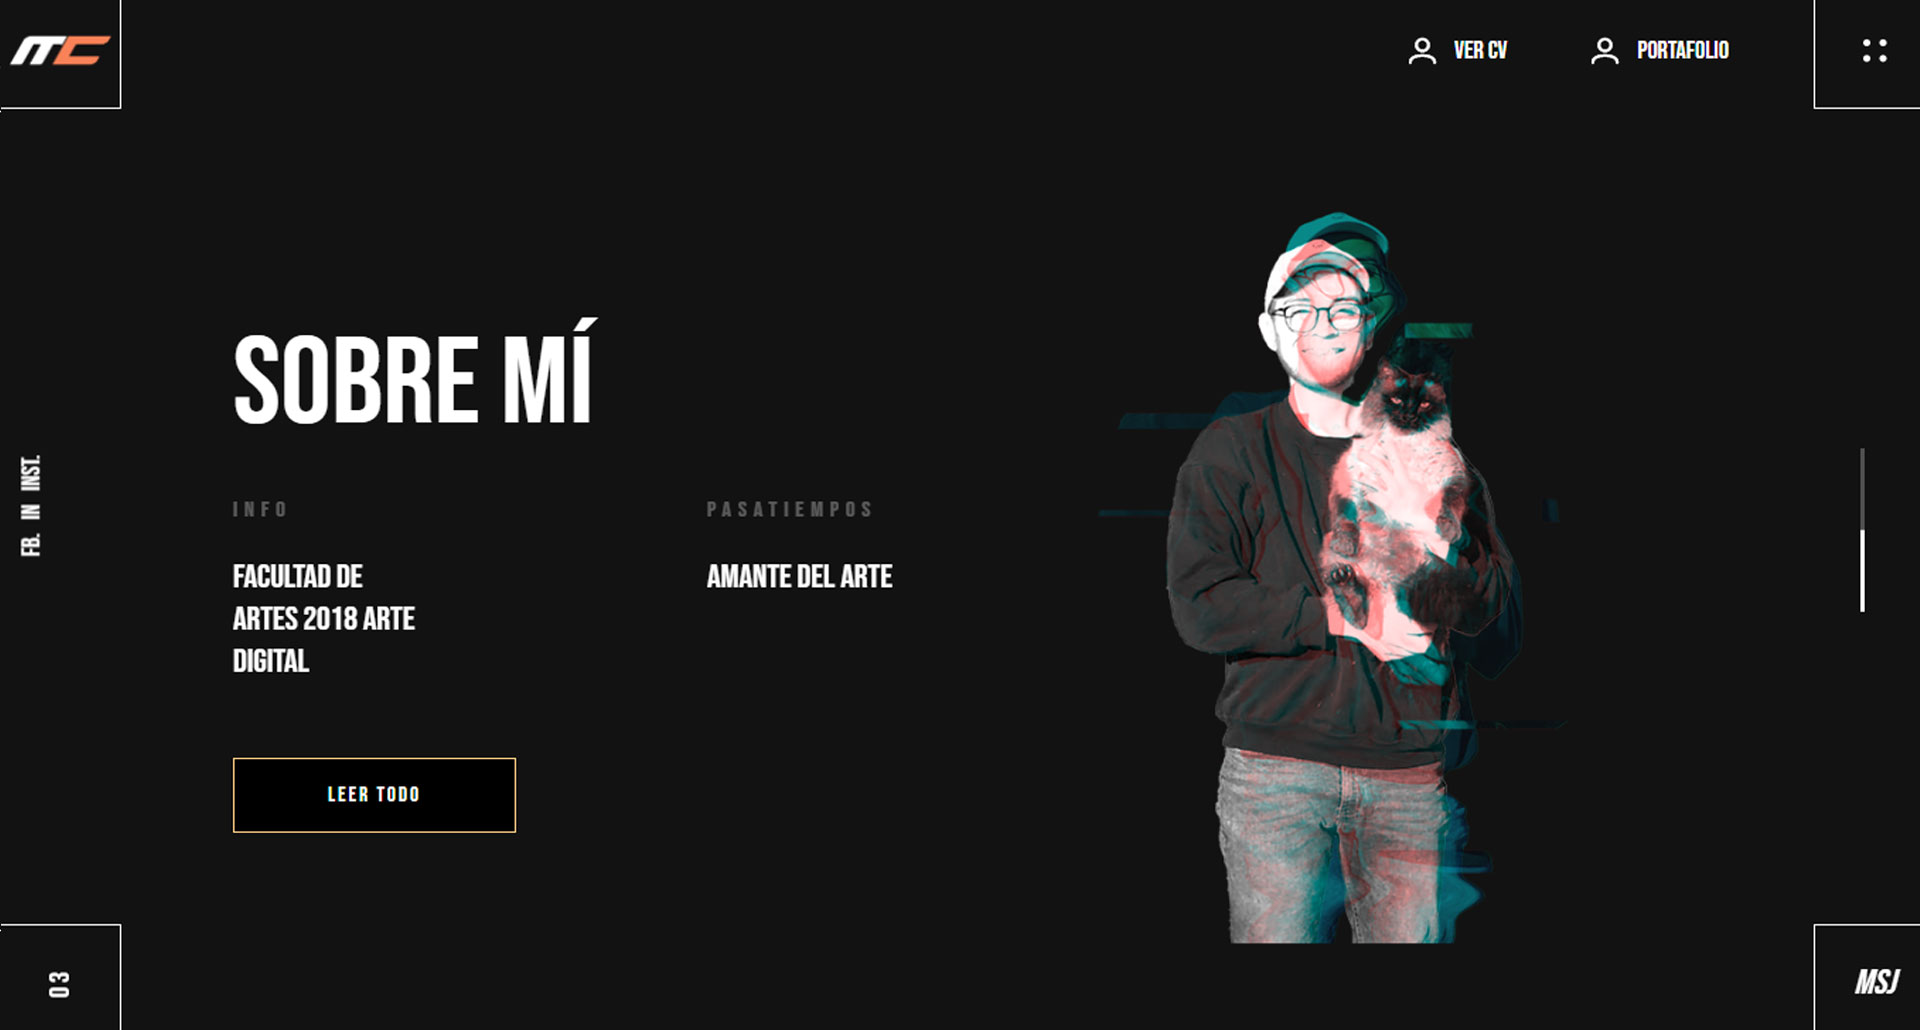 MC
VER CV
PORTAFOLIO
SOBRE MÍ
INFO
FACULTAD DE
ARTES 2018 ARTE
DIGITAL
PASATIEMPOS
AMANTE DEL ARTE
LEER TODO
FB. IN INST.
03
MSJ